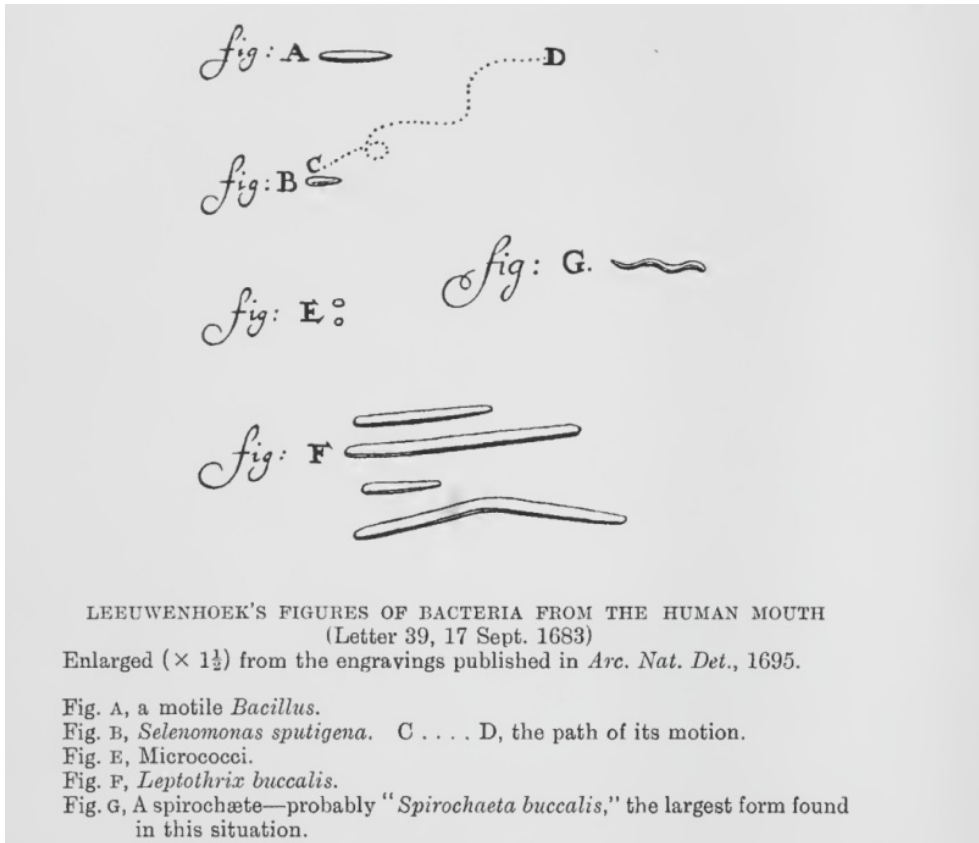 fig: A
D
C.
fig: B
fig: G.
fig: E
fig: F
LEEUWENHOEK'S FIGURES OF BACTERIA FROM THE HUMAN MOUTH
(Letter 39, 17 Sept. 1683)
Enlarged (× 1½) from the engravings published in Arc. Nat. Det., 1695.
Fig. A, a motile Bacillus.
Fig. B, Selenomonas sputigena. C . . . . D, the path of its motion.
Fig. E, Micrococci.
Fig. F, Leptothrix buccalis.
Fig. G, A spirochæte—probably "Spirochaeta buccalis," the largest form found
in this situation.